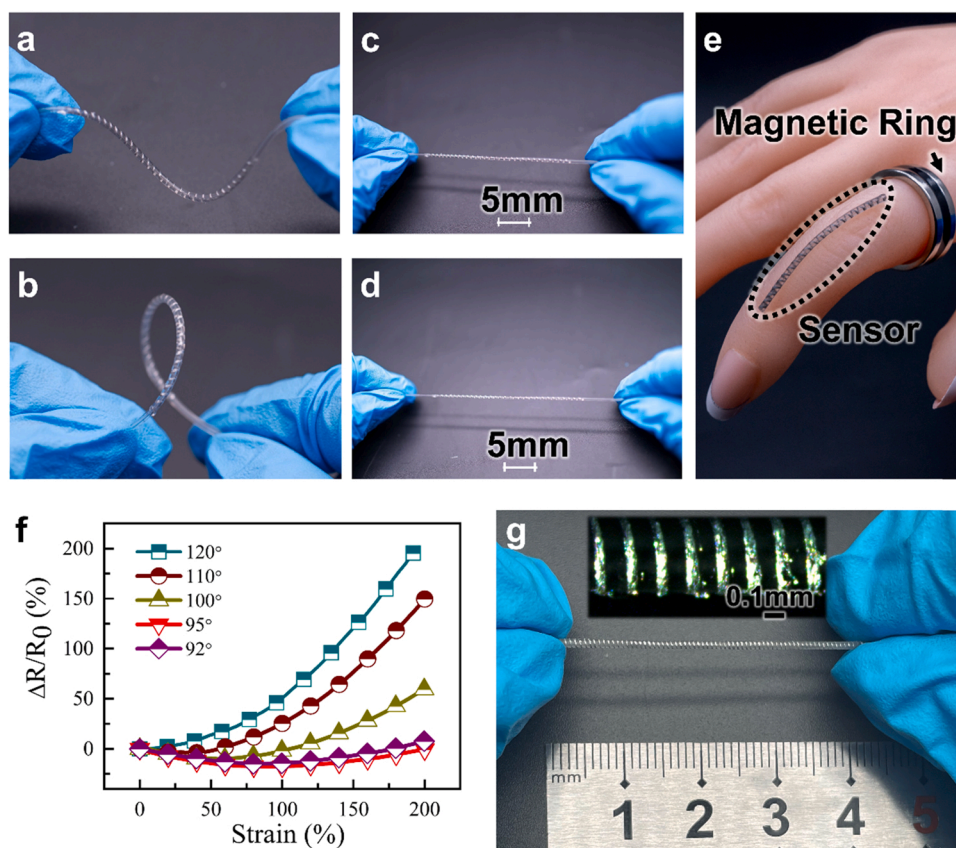 a
c
e
Magnetic Ring
5mm
Sensor
b
d
5mm
f
200
150
100
50
0
ΔR/R₀ (%)
120°
110°
100°
95°
92°
0
50
100
150
200
Strain (%)
g
0.1mm
mm
1 2 3 4 5